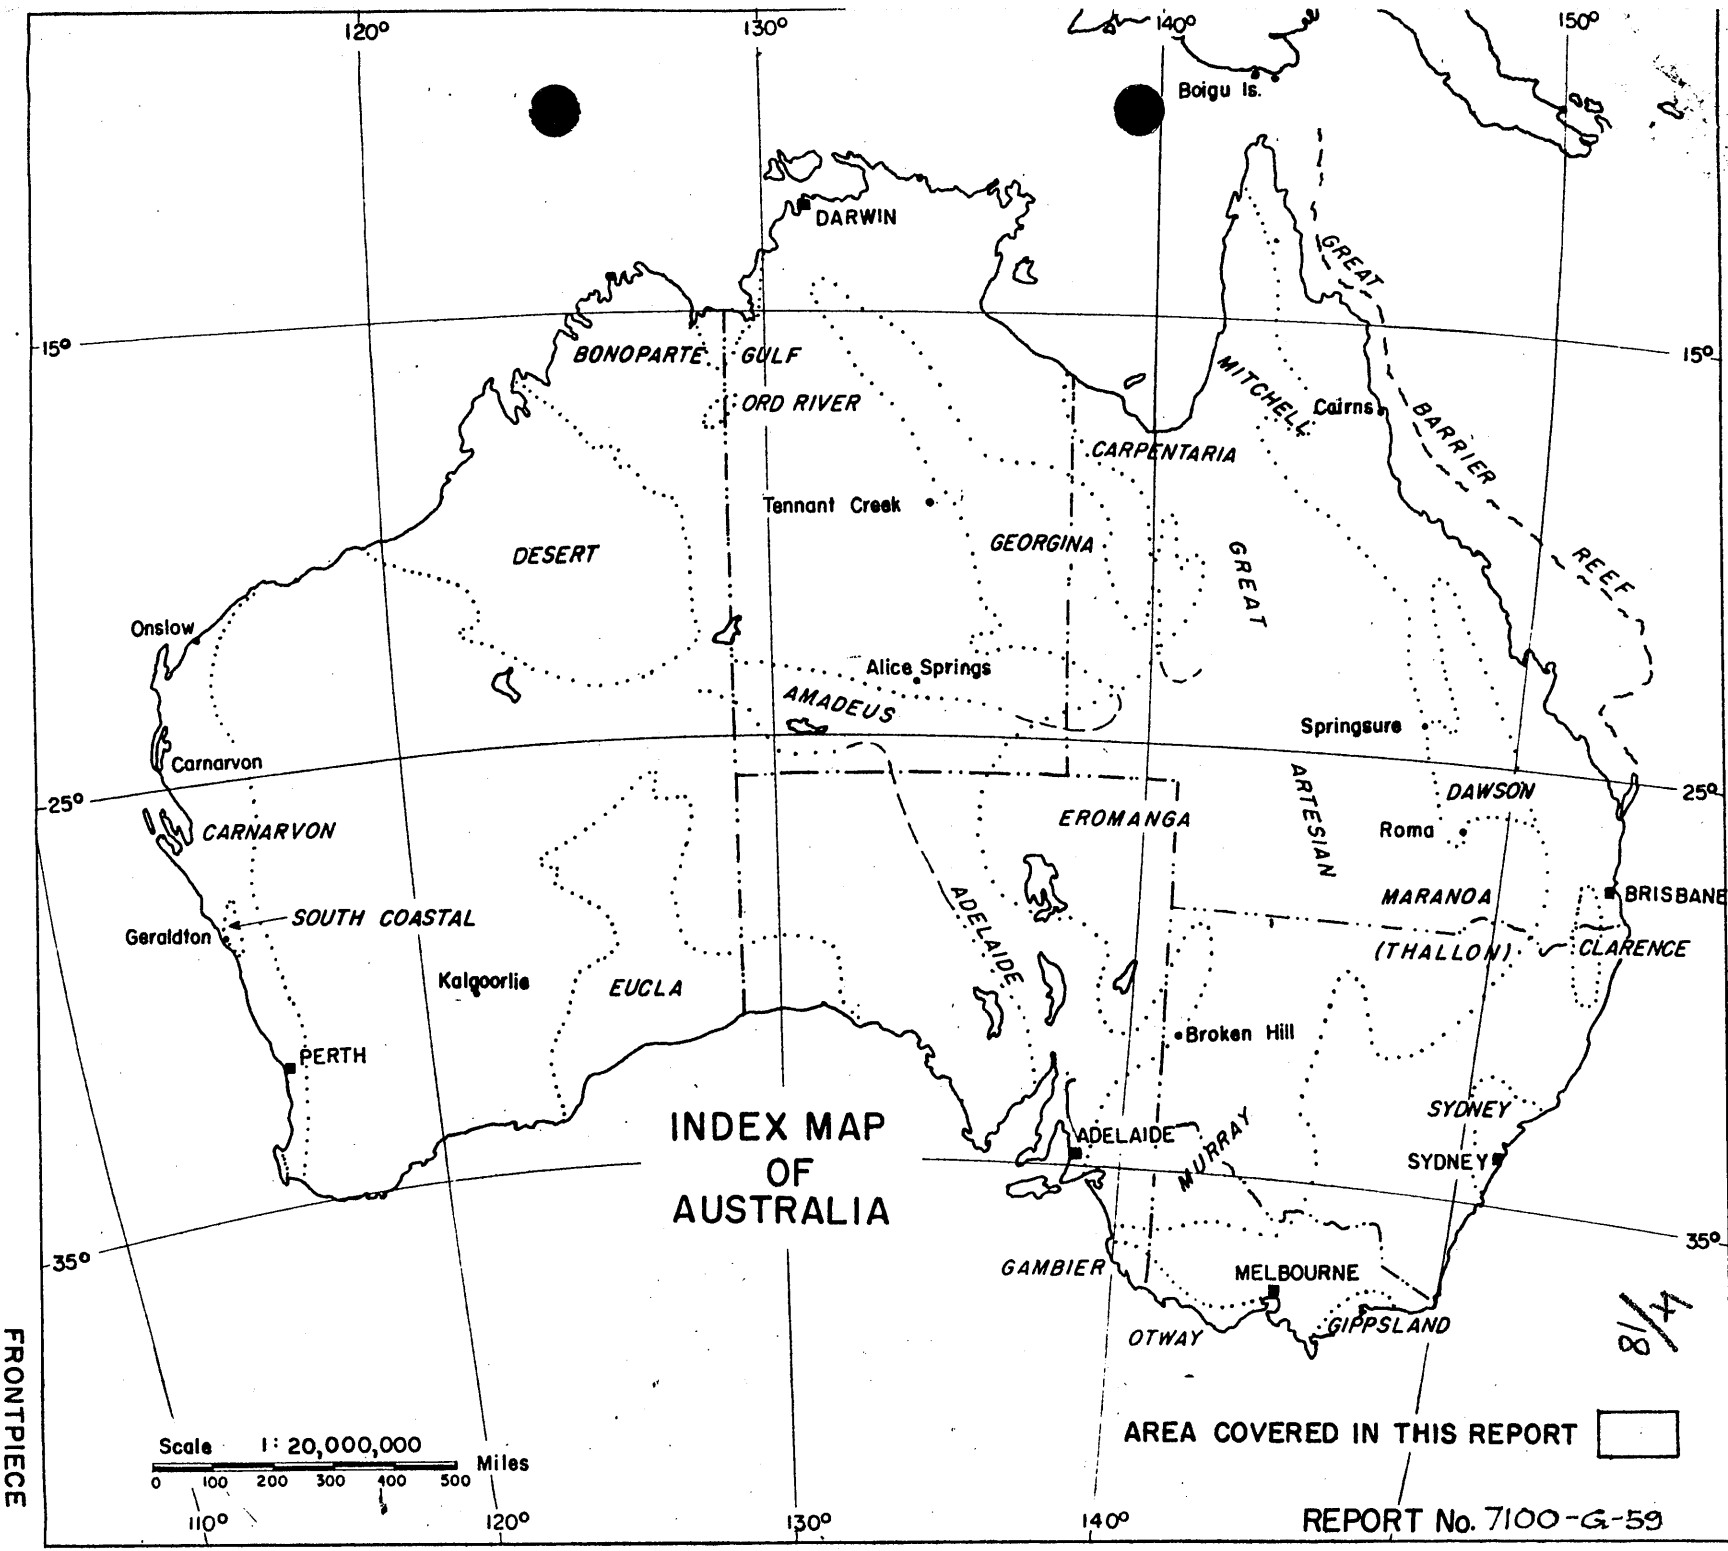 120°
130°
140°
150°
Boigu Is.
DARWIN
GREAT
15°
BONOPARTE GULF
15°
MITCHELL
ORD RIVER
Cairns
BARRIER
CARPENTARIA
Tennant Creek
DESERT
GEORGINA
GREAT
REEF
Onslow
Alice Springs
AMADEUS
Springsure
Carnarvon
25°
ARTESIAN
DAWSON
25°
CARNARVON
EROMANGA
Roma
ADELAIDE
MARANOA
BRISBANE
SOUTH COASTAL
Geraldton
(THALLON)
CLARENCE
Kalgoorlie
EUCLA
Broken Hill
PERTH
INDEX MAP
OF
AUSTRALIA
ADELAIDE
MURRAY
SYDNEY
SYDNEY
35°
GAMBIER
MELBOURNE
35°
OTWAY
GIPPSLAND
FRONTPIECE
AREA COVERED IN THIS REPORT
Scale 1:20,000,000
0 100 200 300 400 500 Miles
110°
120°
130°
140°
REPORT No. 7100-G-59